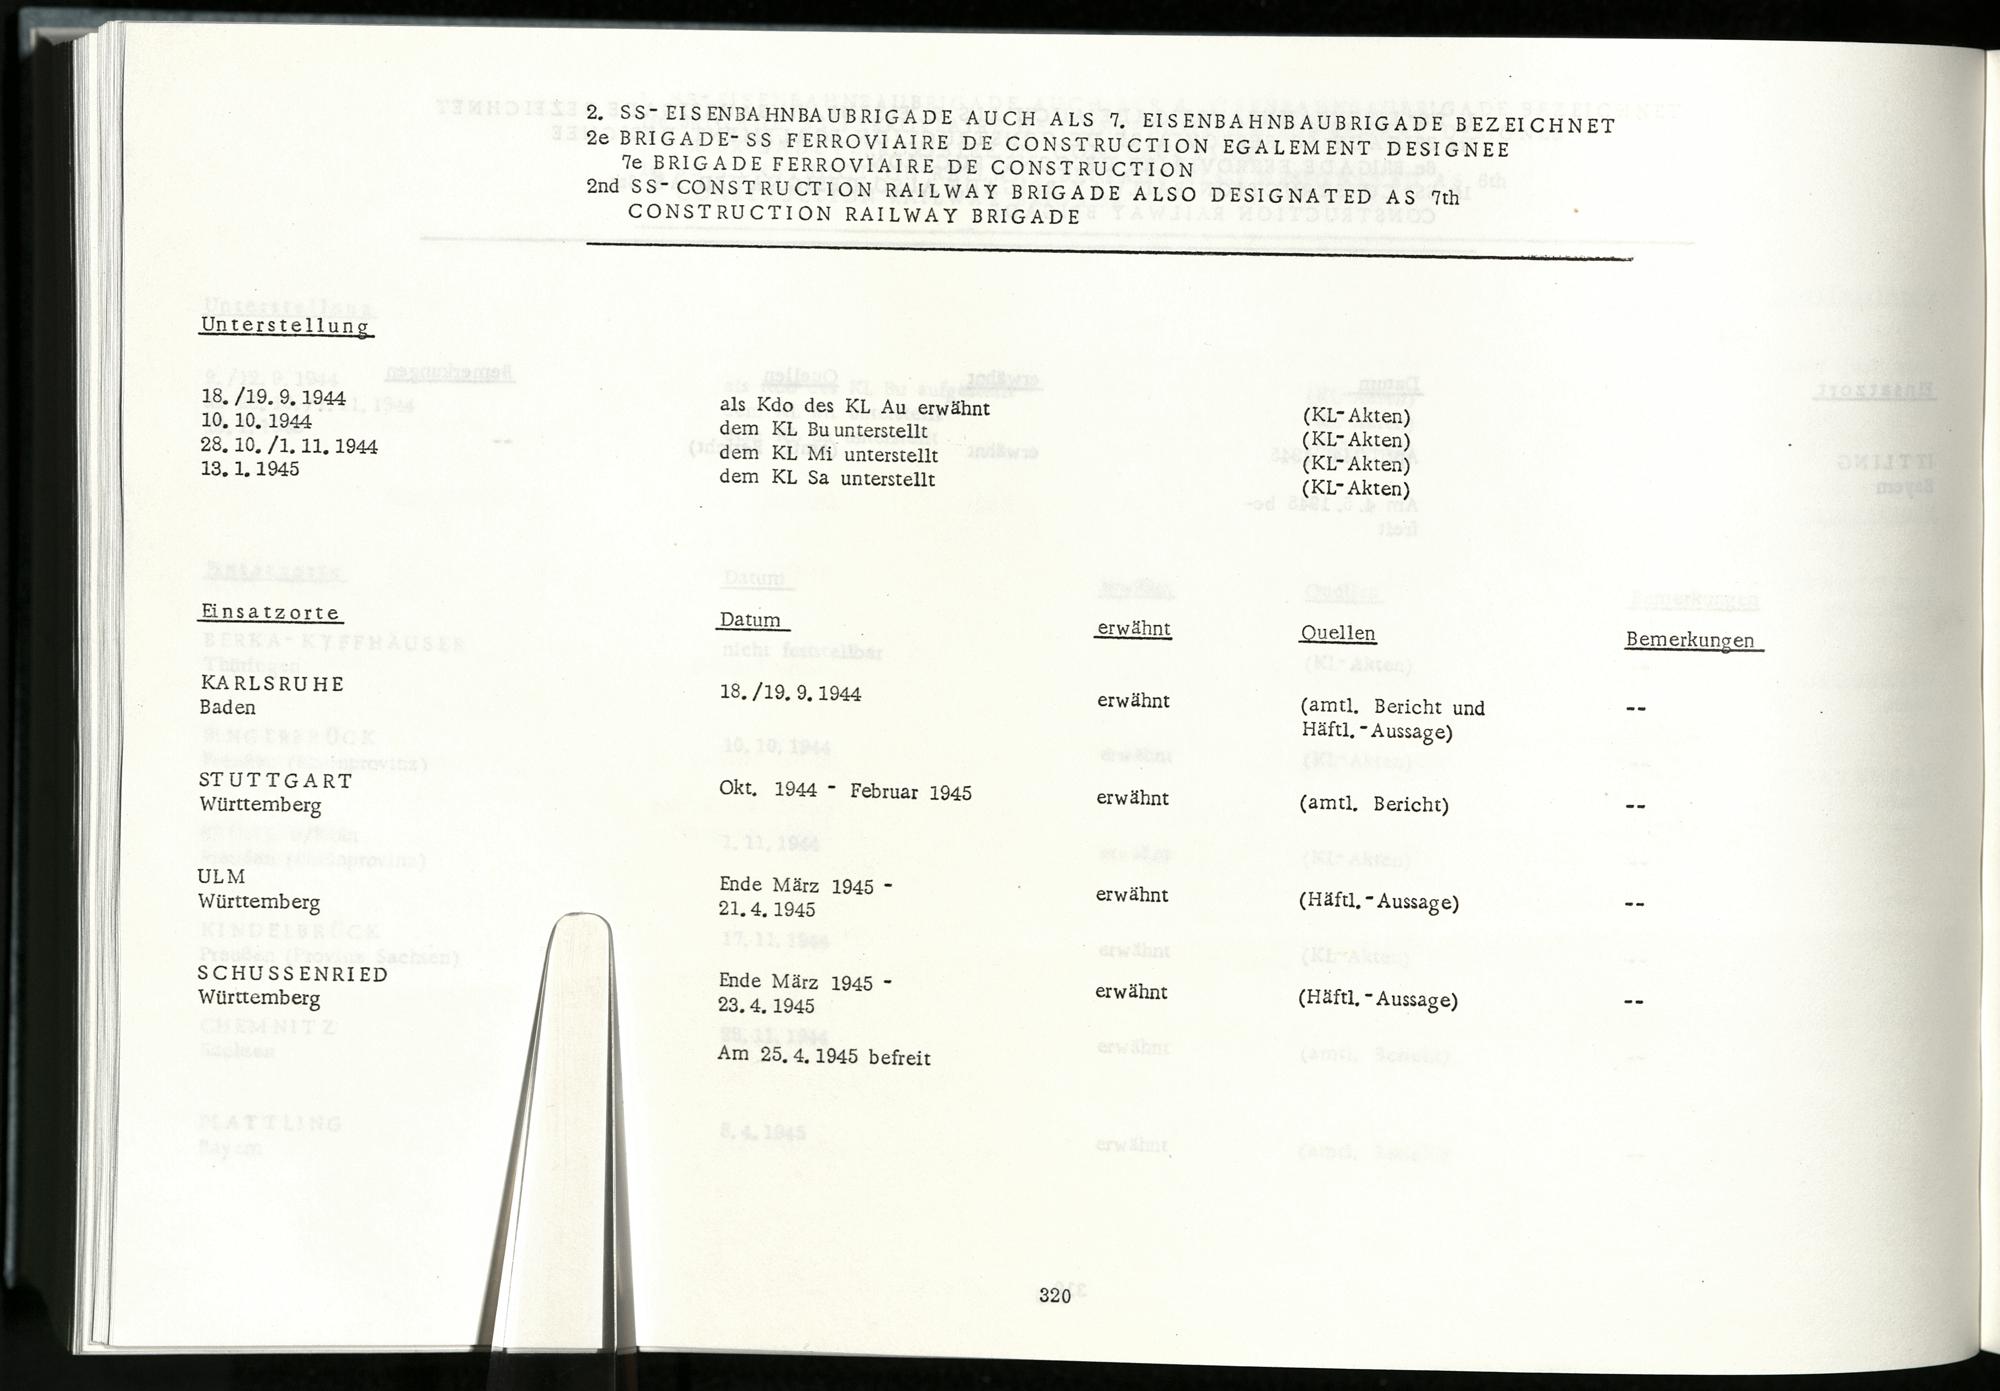 2. SS- EISENBAHNBAUBRIGADE AUCH ALS 7. EISENBAHNBAUBRIGADE BEZEICHNET
2e BRIGADE- SS FERROVIAIRE DE CONSTRUCTION EGALEMENT DESIGNEE
7e BRIGADE FERROVIAIRE DE CONSTRUCTION
2nd SS- CONSTRUCTION RAILWAY BRIGADE ALSO DESIGNATED AS 7th
CONSTRUCTION RAILWAY BRIGADE
Unterstellung
18. /19. 9. 1944 als Kdo des KL Au erwähnt (KL- Akten)
10. 10. 1944 dem KL Bu unterstellt (KL- Akten)
28. 10. /1. 11. 1944 dem KL Mi unterstellt (KL- Akten)
13. 1. 1945 dem KL Sa unterstellt (KL- Akten)
Einsatzorte Datum erwähnt Quellen Bemerkungen
KARLSRUHE 18. /19. 9. 1944 erwähnt (amtl. Bericht und --
Baden Häftl. - Aussage)
STUTTGART Okt. 1944 - Februar 1945 erwähnt (amtl. Bericht) --
Württemberg
ULM Ende März 1945 - erwähnt (Häftl. - Aussage) --
Württemberg 21. 4. 1945
SCHUSSENRIED Ende März 1945 - erwähnt (Häftl. - Aussage) --
Württemberg 23. 4. 1945
Am 25. 4. 1945 befreit
320